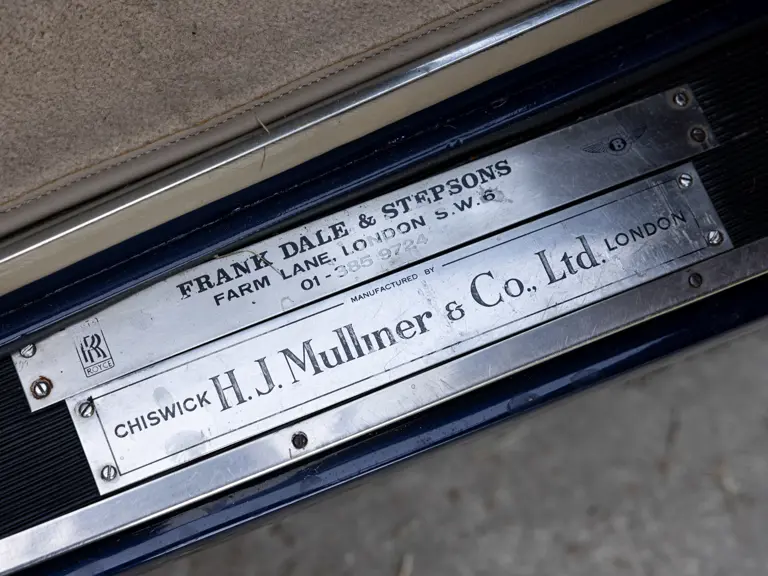 FRANK DALE & STEPSONS
FARM LANE, LONDON S.W.6
01-385 9724
RR
ROYCE
B
MANUFACTURED BY
CHISWICK H.J. Mulliner & Co., Ltd. LONDON